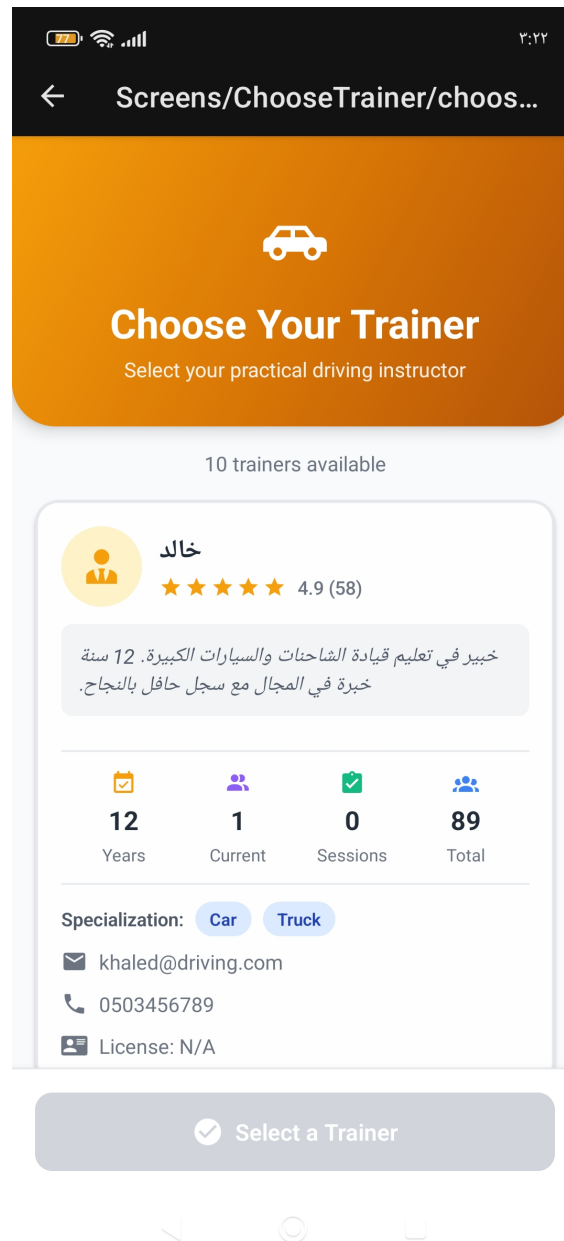 77
٣:٢٢
Screens/ChooseTrainer/choos...
Choose Your Trainer
Select your practical driving instructor
10 trainers available
خالد
4.9 (58)
خبير في تعليم قيادة الشاحنات والسيارات الكبيرة. 12 سنة
خبرة في المجال مع سجل حافل بالنجاح.
12 1 0 89
Years Current Sessions Total
Specialization: Car Truck
khaled@driving.com
0503456789
License: N/A
Select a Trainer